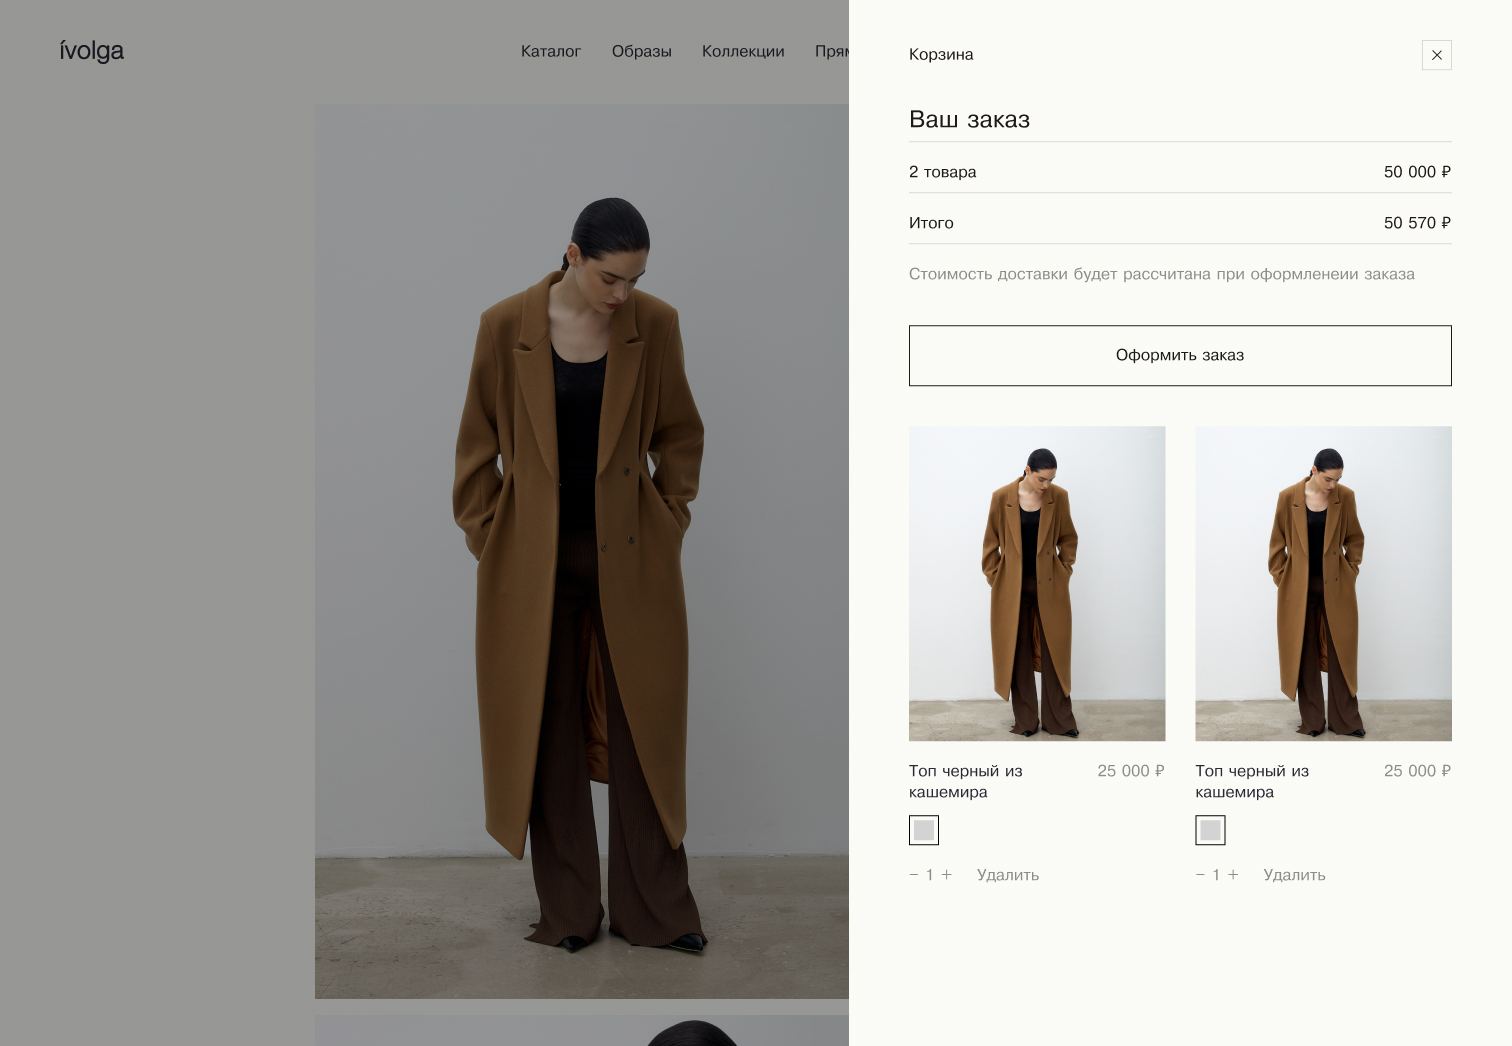 ívolga
Каталог Образы Коллекции Прям
Корзина
Ваш заказ
2 товара 50 000 ₽
Итого 50 570 ₽
Стоимость доставки будет рассчитана при оформленеии заказа
Оформить заказ
Топ черный из кашемира 25 000 ₽
− 1 + Удалить
Топ черный из кашемира 25 000 ₽
− 1 + Удалить